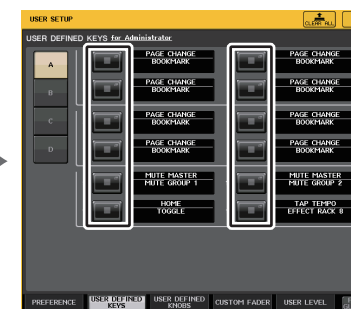 USER SETUP
CLEAR ALL
USER DEFINED KEYS for Administrator
A
PAGE CHANGE
BOOKMARK
PAGE CHANGE
BOOKMARK
B
PAGE CHANGE
BOOKMARK
PAGE CHANGE
BOOKMARK
C
PAGE CHANGE
BOOKMARK
PAGE CHANGE
BOOKMARK
D
PAGE CHANGE
BOOKMARK
PAGE CHANGE
BOOKMARK
MUTE MASTER
MUTE GROUP 1
MUTE MASTER
MUTE GROUP 2
HOME
TOGGLE
TAP TEMPO
EFFECT RACK 8
PREFERENCE
USER DEFINED
KEYS
USER DEFINED
KNOBS
CUSTOM FADER
USER LEVEL